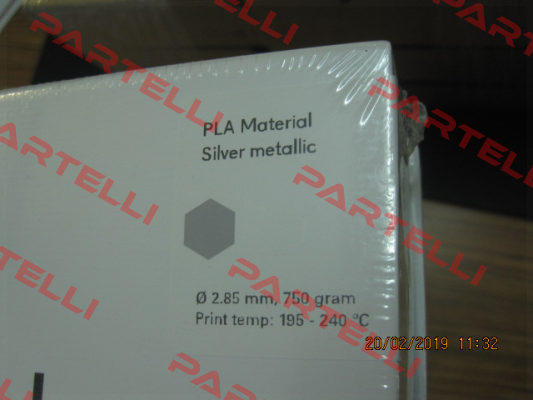 PARTELLI
PARTELLI
PLA Material
Silver metallic
PARTELLI
PARTELLI
PARTELLI
PARTELLI
Ø 2.85 mm, 750 gram
Print temp: 195 - 240 ºC
20/02/2019 11:32